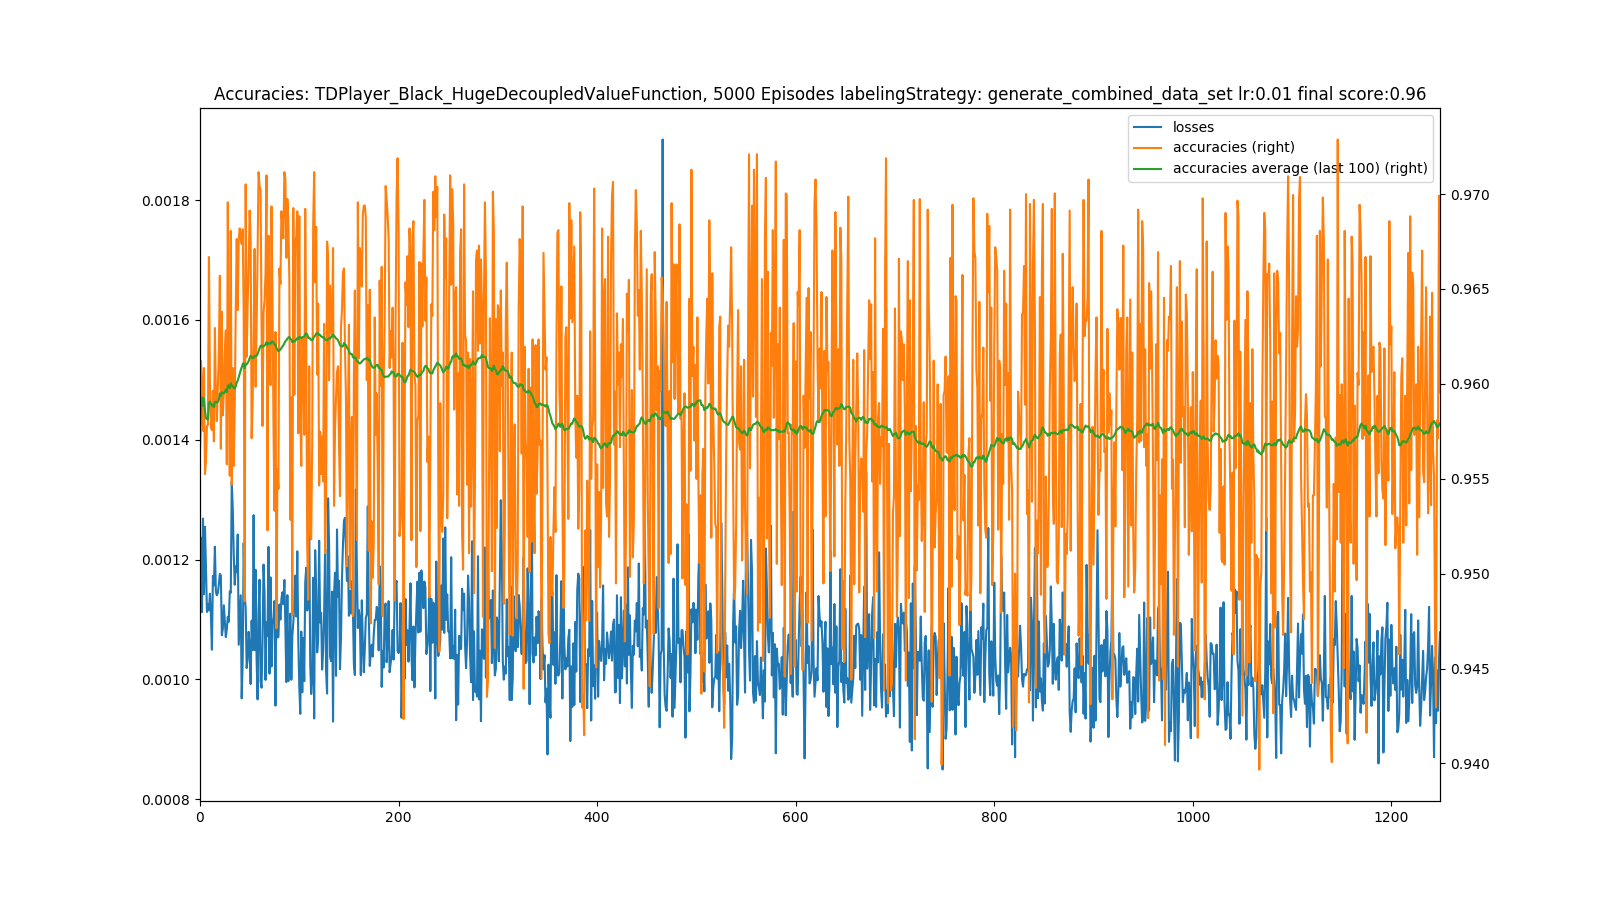 Accuracies: TDPlayer_Black_HugeDecoupledValueFunction, 5000 Episodes labelingStrategy: generate_combined_data_set lr:0.01 final score:0.96
losses
accuracies (right)
accuracies average (last 100) (right)
0.0018
0.0016
0.0014
0.0012
0.0010
0.0008
0.970
0.965
0.960
0.955
0.950
0.945
0.940
0 200 400 600 800 1000 1200